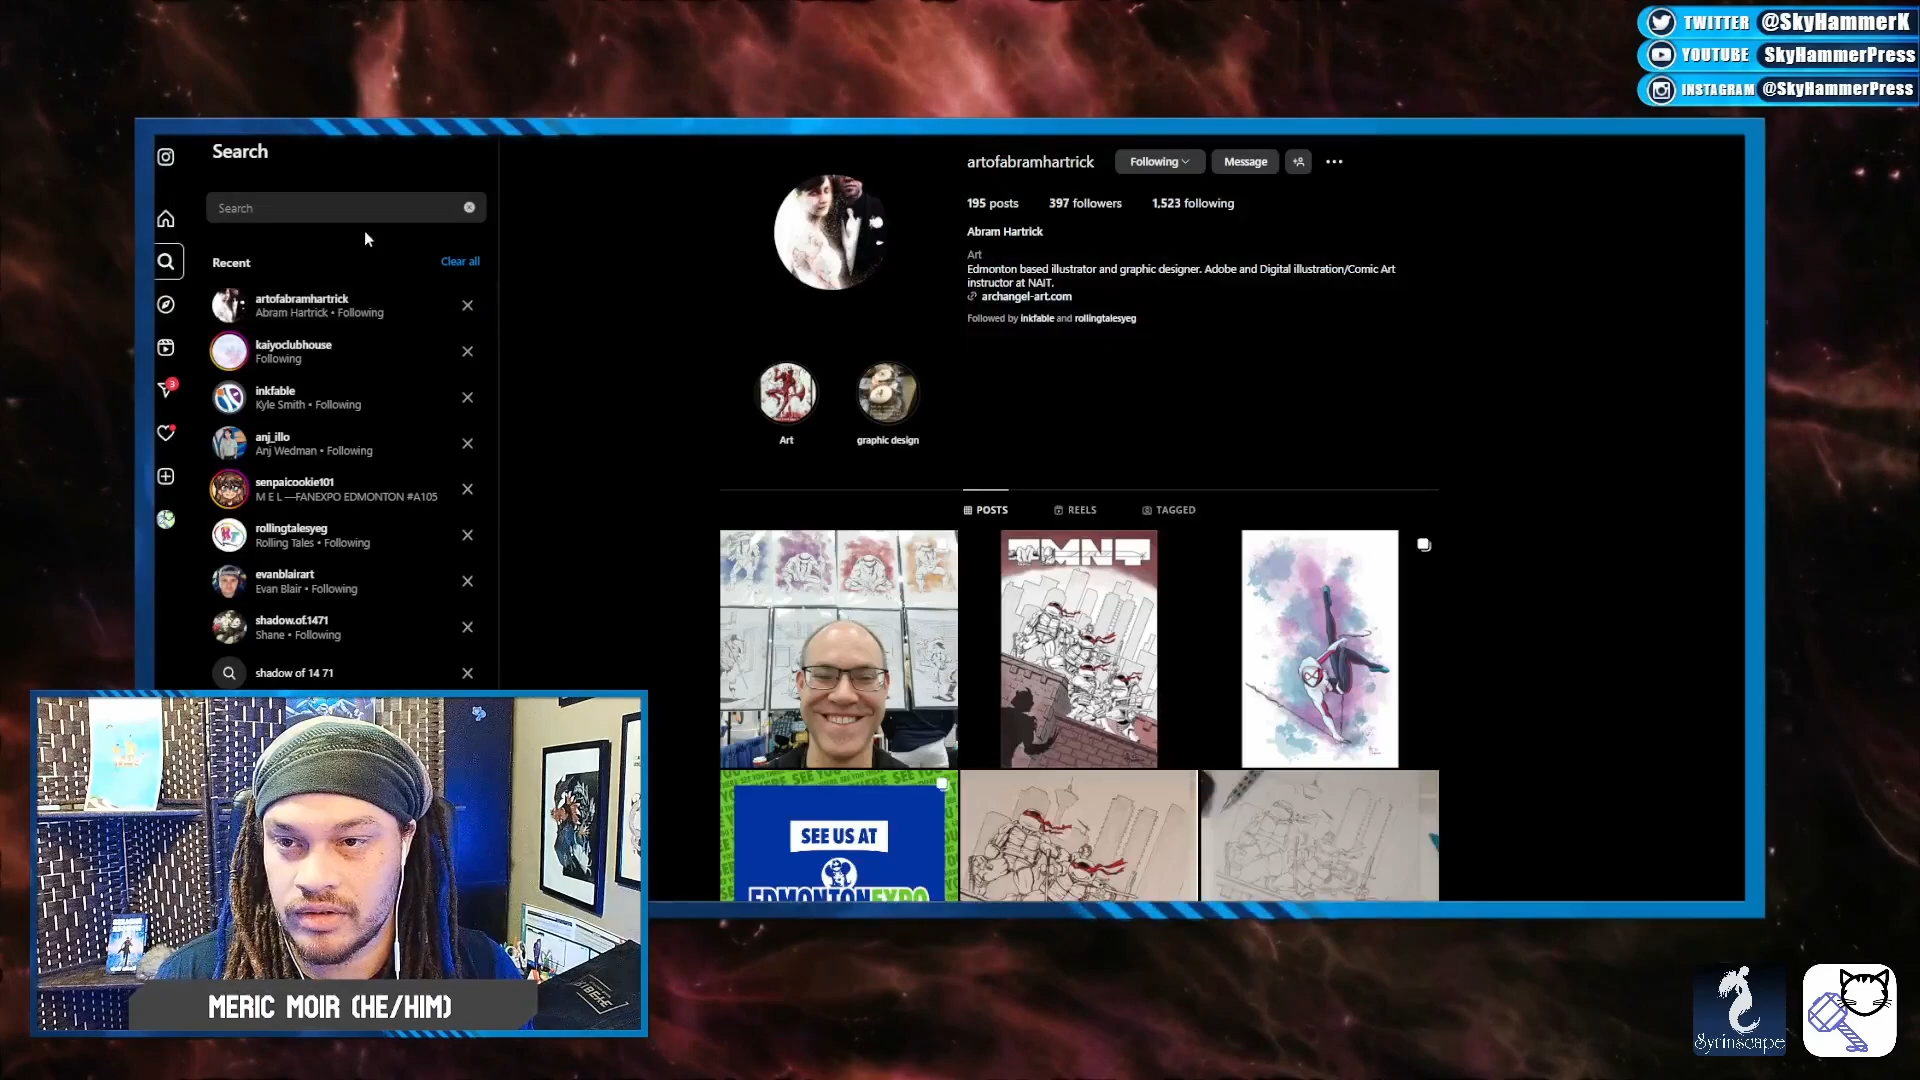 TWITTER @SkyHammerK
YOUTUBE SkyHammerPress
INSTAGRAM @SkyHammerPress
Search
Search
Recent
Clear all
artofabramhartrick
Abram Hartrick • Following
kaiyoclubhouse
Following
inkfable
Kyle Smith • Following
anj_illo
Anj Wedman • Following
senpaicookie101
M E L —FANEXPO EDMONTON #A105
rollingtalesyeg
Rolling Tales • Following
evanblairart
Evan Blair • Following
shadow.of.1471
Shane • Following
shadow of 14 71
3
artofabramhartrick
Following
Message
195 posts
397 followers
1,523 following
Abram Hartrick
Art
Edmonton based illustrator and graphic designer. Adobe and Digital illustration/Comic Art
instructor at NAIT.
archangel-art.com
Followed by inkfable and rollingtalesyeg
Art
graphic design
POSTS
REELS
TAGGED
TMNT
SEE US AT
EDMONTON EXPO
MERIC MOIR (HE/HIM)
Syrinscape